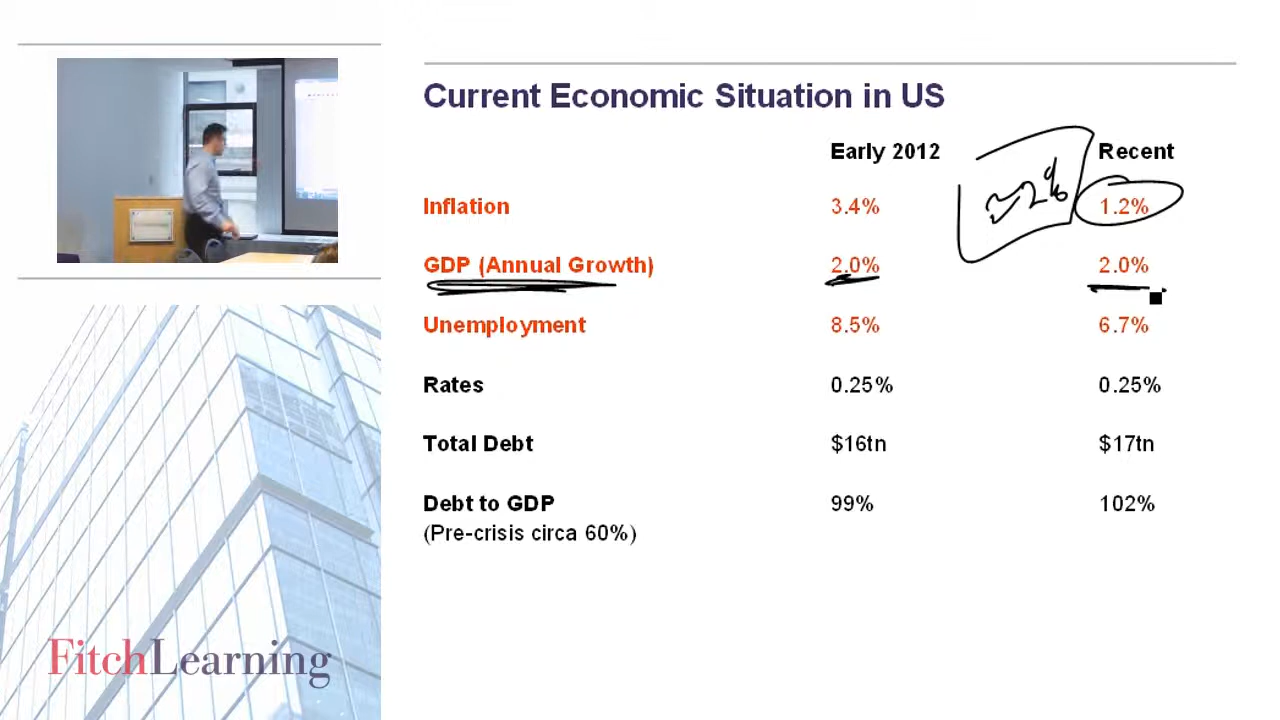 Current Economic Situation in US
Early 2012 Recent
≈2%
Inflation 3.4% 1.2%
GDP (Annual Growth) 2.0% 2.0%
Unemployment 8.5% 6.7%
Rates 0.25% 0.25%
Total Debt $16tn $17tn
Debt to GDP 99% 102%
(Pre-crisis circa 60%)
FitchLearning